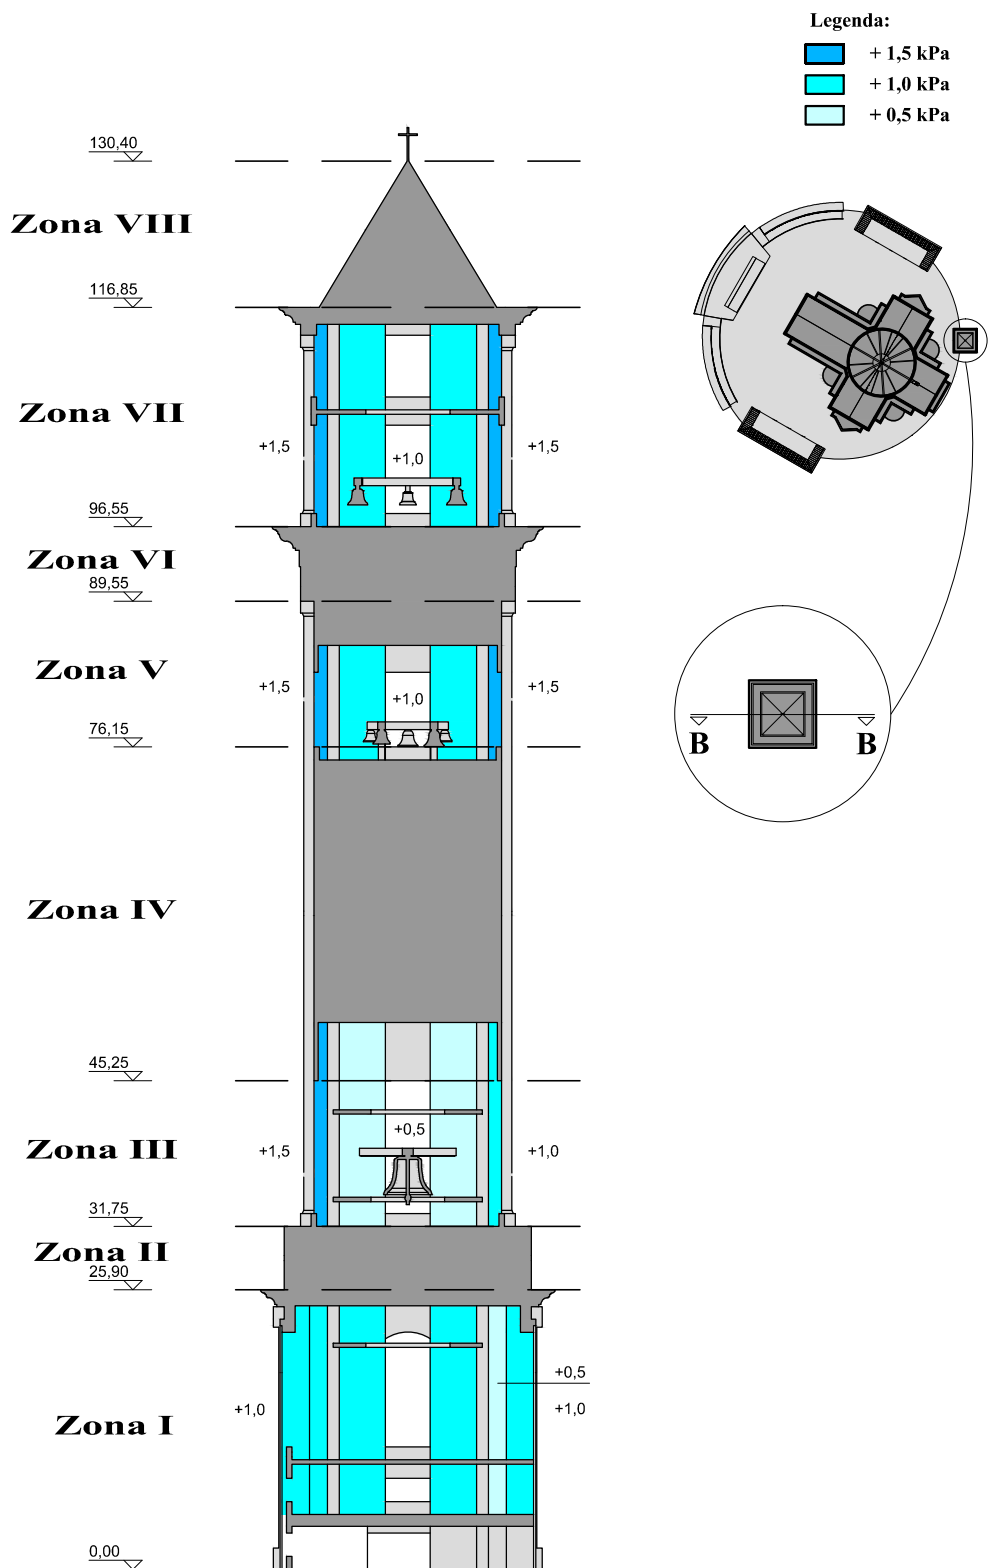 Legenda:
+ 1,5 kPa
+ 1,0 kPa
+ 0,5 kPa
130,40
Zona VIII
116,85
Zona VII
+1,5
+1,0
+1,5
96,55
Zona VI
89,55
Zona V
+1,5
+1,0
+1,5
76,15
B
B
Zona IV
45,25
Zona III
+1,5
+0,5
+1,0
31,75
Zona II
25,90
+0,5
+1,0
+1,0
Zona I
0,00